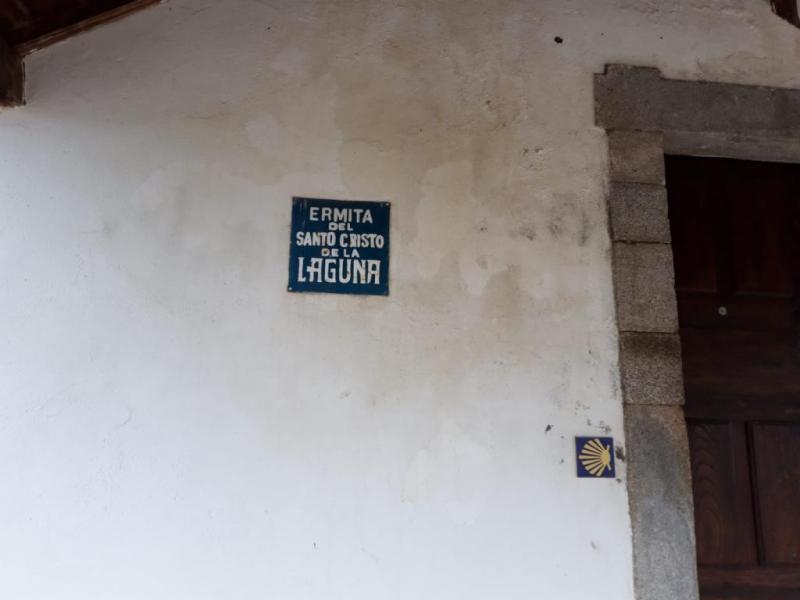 ERMITA
DEL
SANTO CRISTO
DE LA
LAGUNA